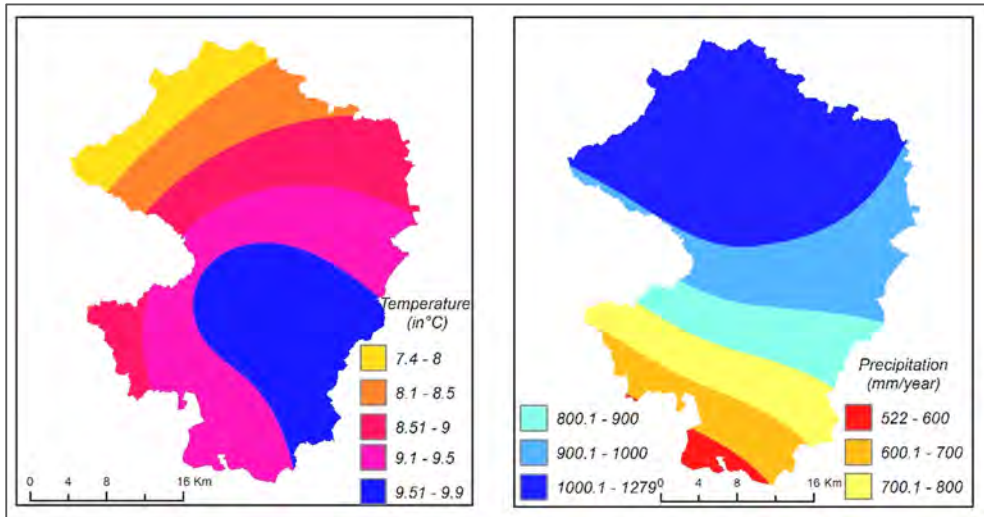 Temperature
(in°C)
7.4 - 8
8.1 - 8.5
8.51 - 9
9.1 - 9.5
9.51 - 9.9
0 4 8 16 Km
Precipitation
(mm/year)
800.1 - 900
900.1 - 1000
1000.1 - 1279
522 - 600
600.1 - 700
700.1 - 800
0 4 8 16 Km